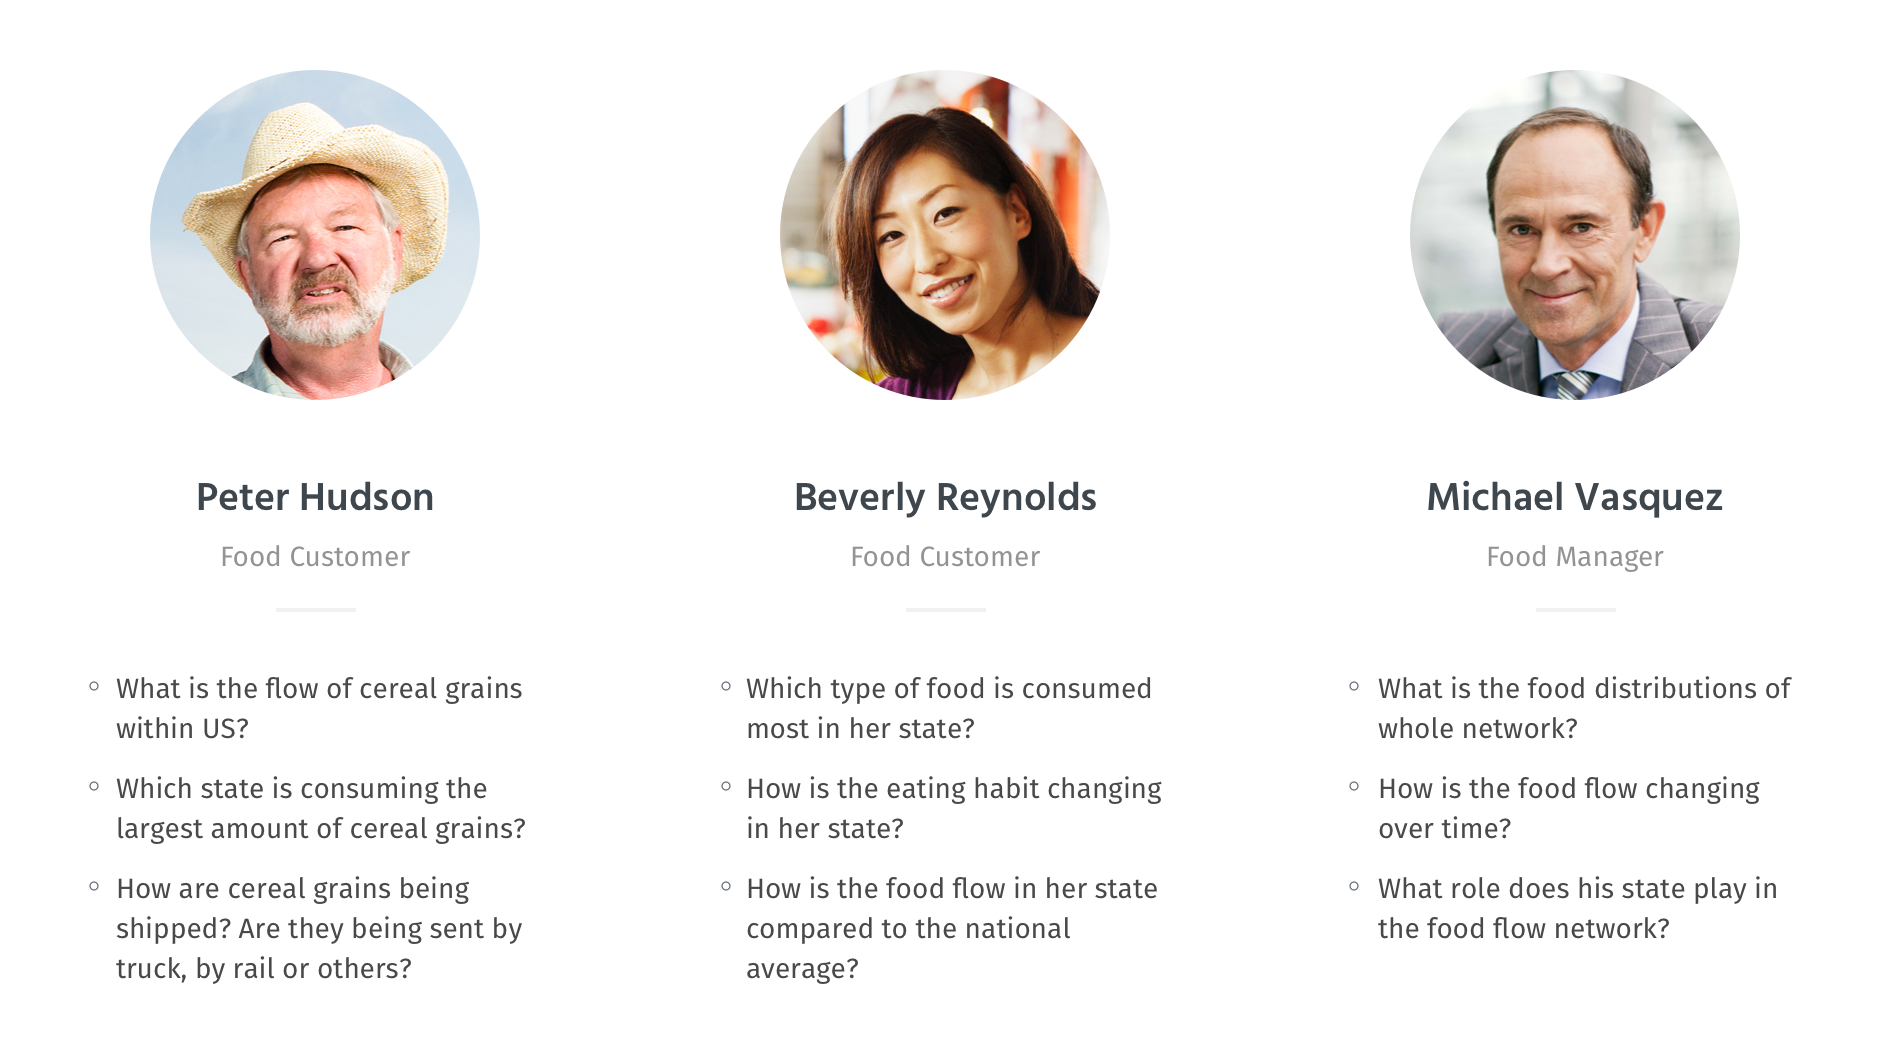 Peter Hudson
Food Customer
What is the flow of cereal grains
within US?
Which state is consuming the
largest amount of cereal grains?
How are cereal grains being
shipped? Are they being sent by
truck, by rail or others?
Beverly Reynolds
Food Customer
Which type of food is consumed
most in her state?
How is the eating habit changing
in her state?
How is the food flow in her state
compared to the national
average?
Michael Vasquez
Food Manager
What is the food distributions of
whole network?
How is the food flow changing
over time?
What role does his state play in
the food flow network?